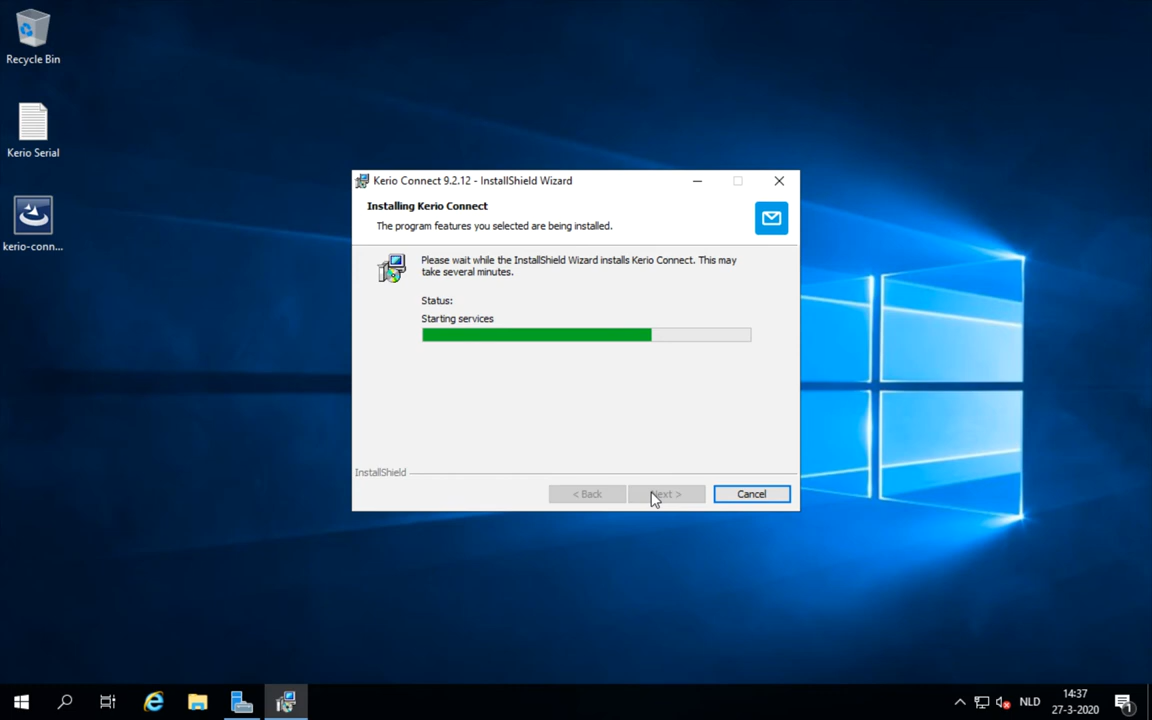 Recycle Bin
Kerio Serial
kerio-conn...
Kerio Connect 9.2.12 - InstallShield Wizard
Installing Kerio Connect
The program features you selected are being installed.
Please wait while the InstallShield Wizard installs Kerio Connect. This may
take several minutes.
Status:
Starting services
InstallShield
< Back
Next >
Cancel
NLD
14:37
27-3-2020
1